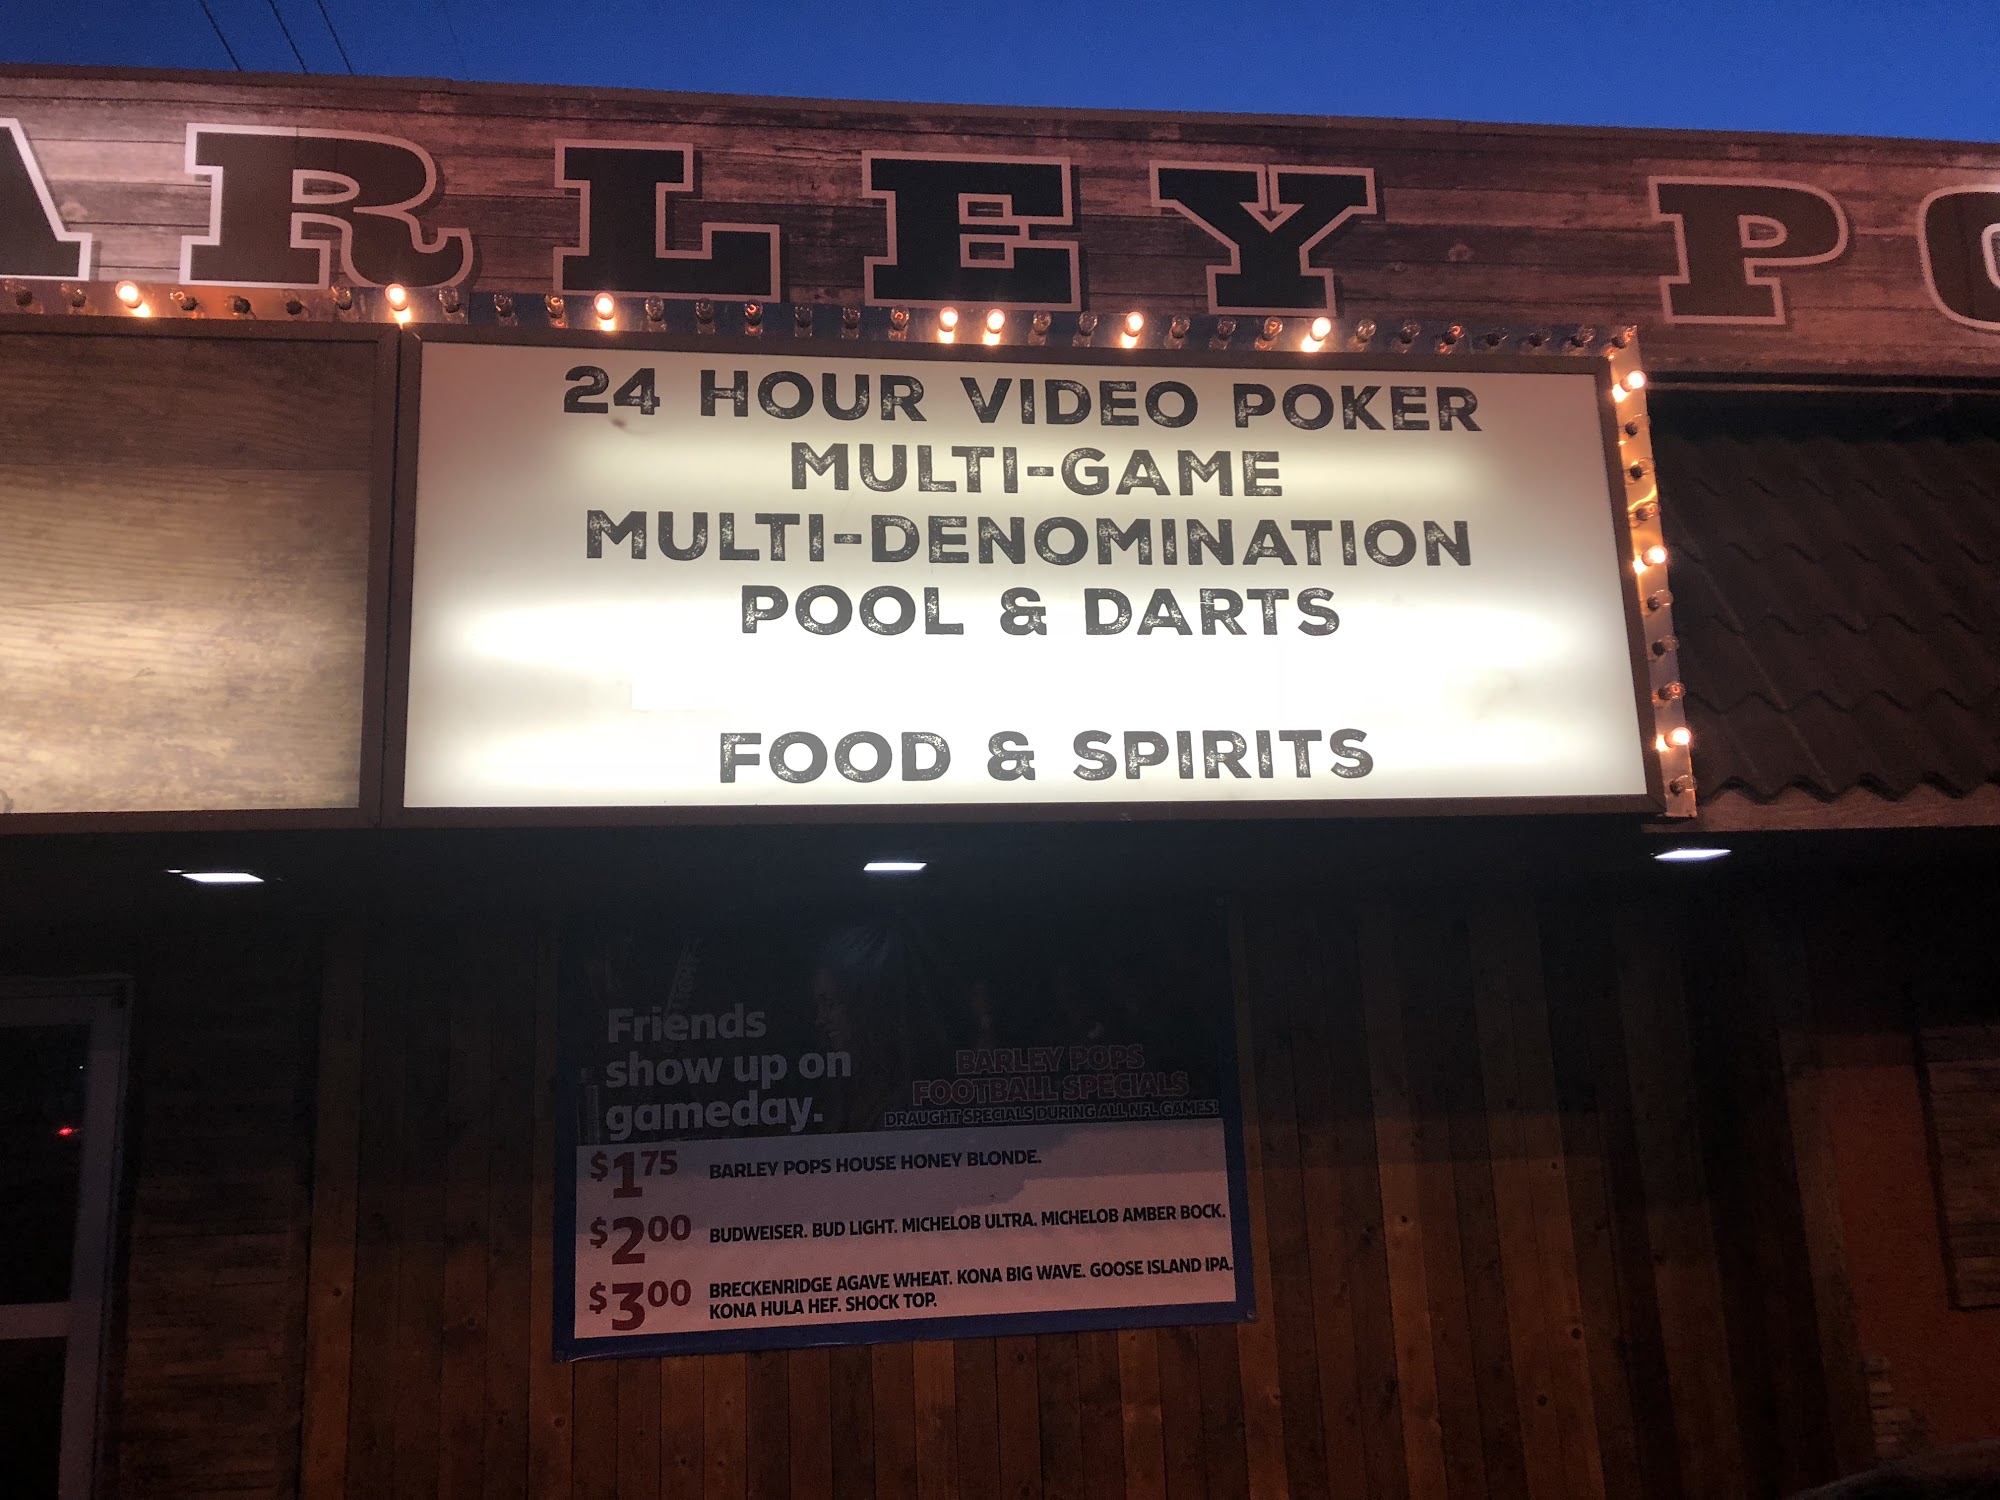 ARLEY PO
24 HOUR VIDEO POKER
MULTI-GAME
MULTI-DENOMINATION
POOL & DARTS
FOOD & SPIRITS
Friends
show up on
gameday.
BARLEY POPS
FOOTBALL SPECIALS
DRAUGHT SPECIALS DURING ALL NFL GAMES!
$1 75 BARLEY POPS HOUSE HONEY BLONDE.
$2 00 BUDWEISER. BUD LIGHT. MICHELOB ULTRA. MICHELOB AMBER BOCK.
$3 00 BRECKENRIDGE AGAVE WHEAT. KONA BIG WAVE. GOOSE ISLAND IPA.
KONA HULA HEF. SHOCK TOP.